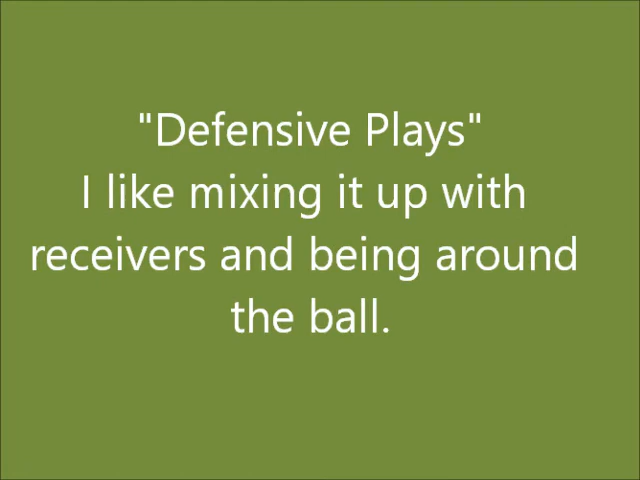 "Defensive Plays"
I like mixing it up with
receivers and being around
the ball.